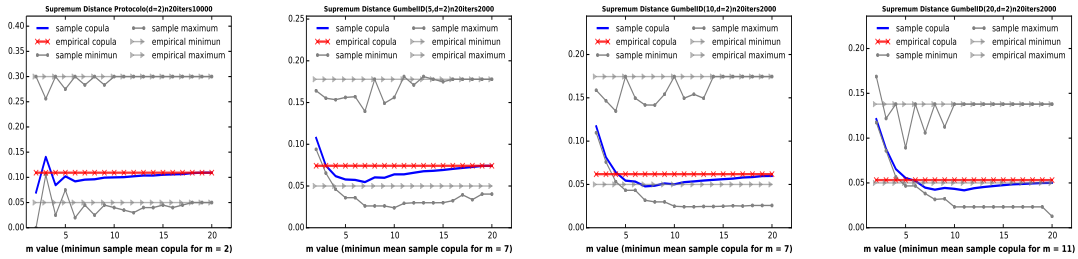 Supremum Distance Protocolo(d=2)n20iters10000
sample copula
empirical copula
sample minimun
sample maximum
empirical minimun
empirical maximum
0.40
0.35
0.30
0.25
0.20
0.15
0.10
0.05
0.00
5
10
15
20
m value (minimun sample mean copula for m = 2)
Supremum Distance GumbelID(5,d=2)n20iters2000
sample copula
empirical copula
sample minimun
sample maximum
empirical minimun
empirical maximum
0.25
0.20
0.15
0.10
0.05
0.00
5
10
15
20
m value (minimun sample mean copula for m = 7)
Supremum Distance GumbelID(10,d=2)n20iters2000
sample copula
empirical copula
sample minimun
sample maximum
empirical minimun
empirical maximum
0.20
0.15
0.10
0.05
0.00
5
10
15
20
m value (minimun sample mean copula for m = 7)
Supremum Distance GumbelID(20,d=2)n20iters2000
sample copula
empirical copula
sample minimun
sample maximum
empirical minimun
empirical maximum
0.20
0.15
0.10
0.05
0.00
5
10
15
20
m value (minimun sample mean copula for m = 11)